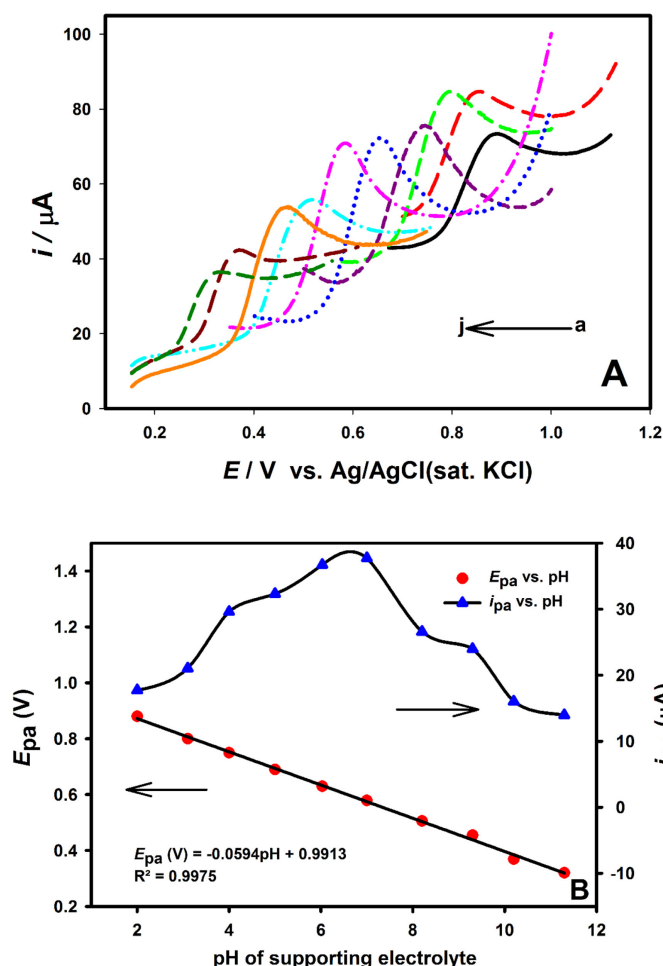 100
80
60
40
20
0
i / µA
j
a
A
0.2 0.4 0.6 0.8 1.0 1.2
E / V vs. Ag/AgCl(sat. KCl)
1.4
1.2
1.0
0.8
0.6
0.4
0.2
Epa (V)
Epa vs. pH
ipa vs. pH
40
30
20
10
0
-10
i (µA)
Epa (V) = -0.0594pH + 0.9913
R² = 0.9975
B
2 4 6 8 10 12
pH of supporting electrolyte